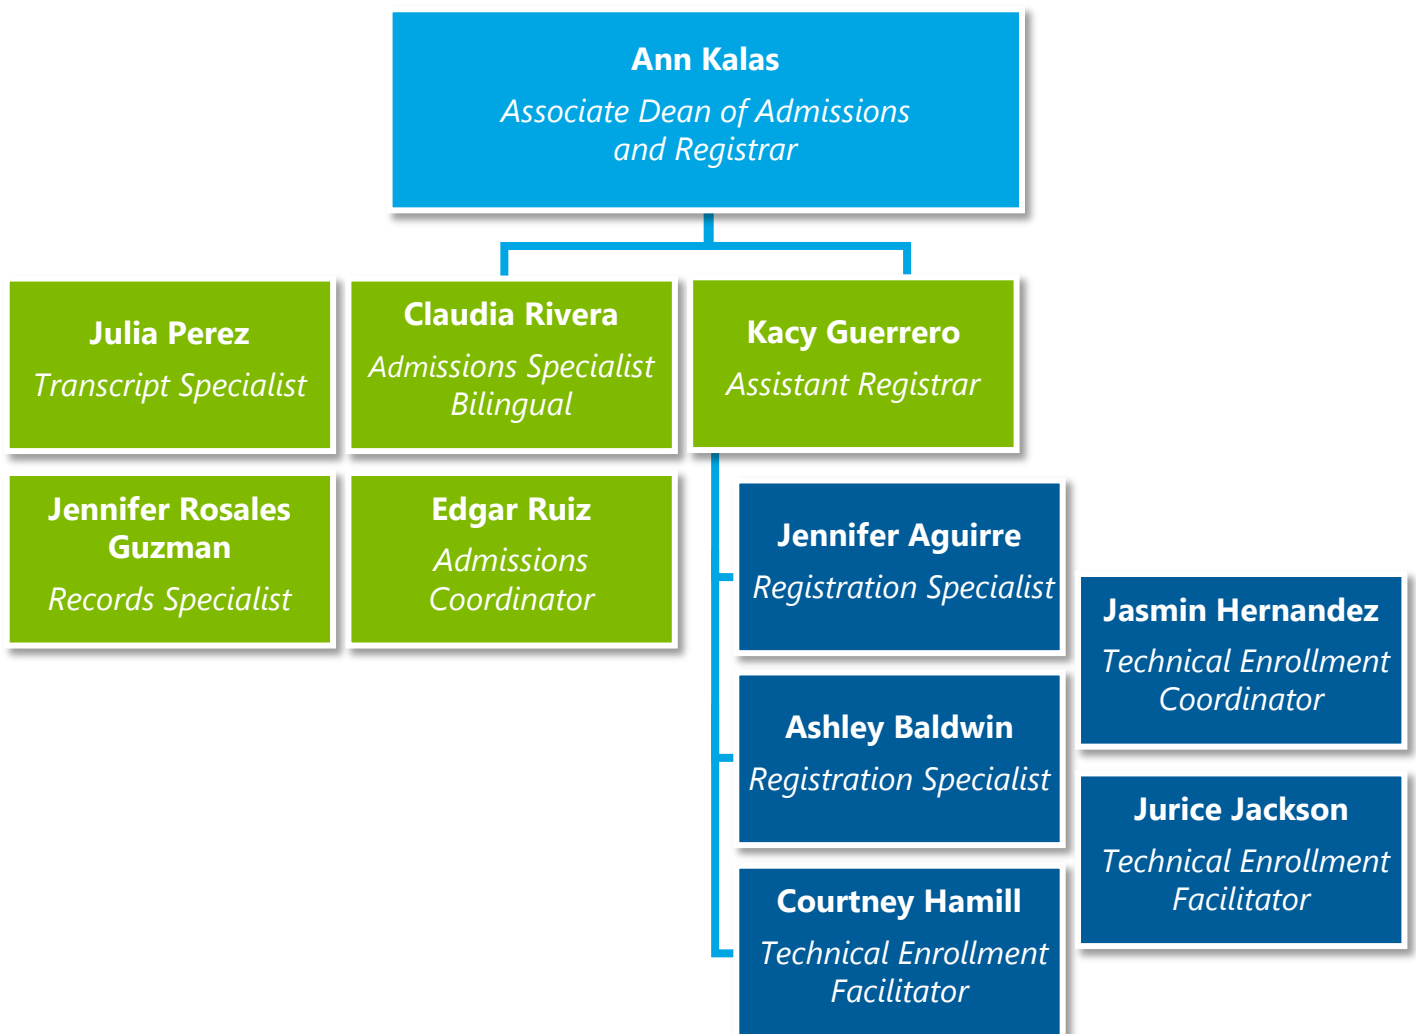 Ann Kalas
Associate Dean of Admissions
and Registrar
Julia Perez
Transcript Specialist
Claudia Rivera
Admissions Specialist
Bilingual
Kacy Guerrero
Assistant Registrar
Jennifer Rosales
Guzman
Records Specialist
Edgar Ruiz
Admissions
Coordinator
Jennifer Aguirre
Registration Specialist
Jasmin Hernandez
Technical Enrollment
Coordinator
Ashley Baldwin
Registration Specialist
Jurice Jackson
Technical Enrollment
Facilitator
Courtney Hamill
Technical Enrollment
Facilitator